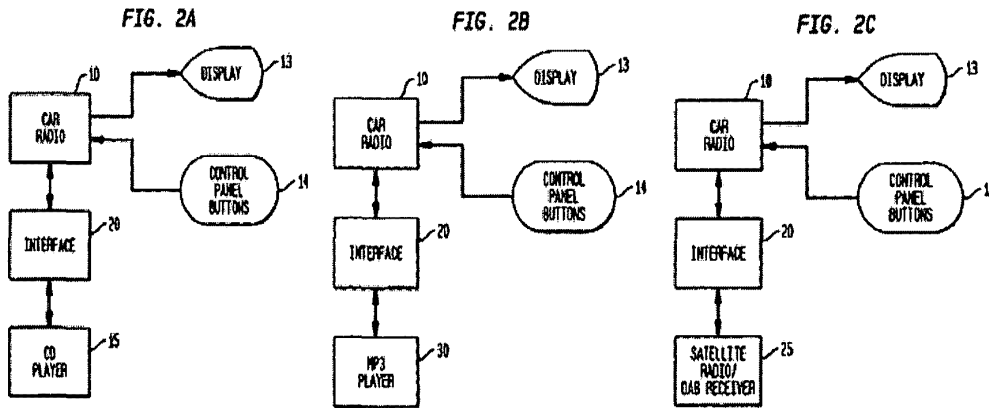 FIG. 2A
10
CAR
RADIO
DISPLAY
13
CONTROL
PANEL
BUTTONS
14
20
INTERFACE
CD
PLAYER
15
FIG. 2B
10
CAR
RADIO
DISPLAY
13
CONTROL
PANEL
BUTTONS
14
20
INTERFACE
MP3
PLAYER
30
FIG. 2C
10
CAR
RADIO
DISPLAY
13
CONTROL
PANEL
BUTTONS
20
INTERFACE
SATELLITE
RADIO/
DAB RECEIVER
25